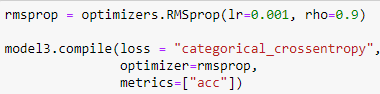 rmsprop = optimizers.RMSprop(lr=0.001, rho=0.9)
model3.compile(loss = "categorical_crossentropy",
optimizer=rmsprop,
metrics=["acc"])